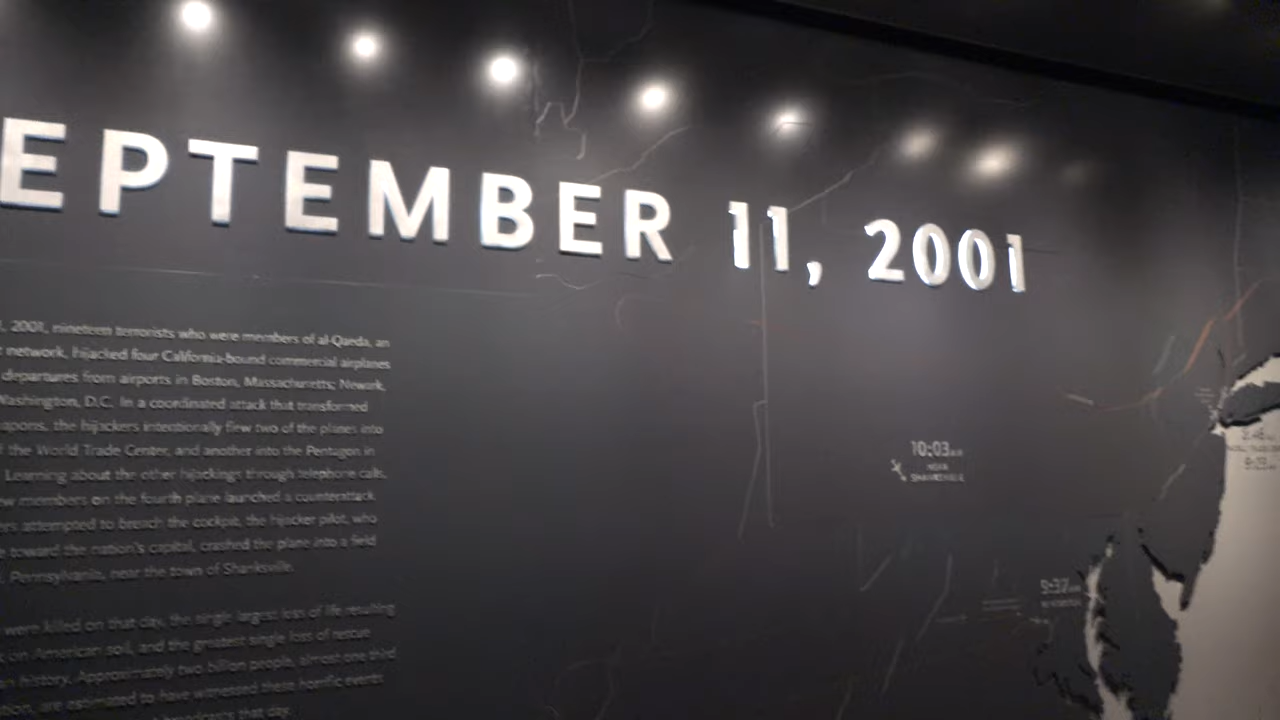 EPTEMBER 11, 2001
, 2001, nineteen terrorists who were members of al-Qaeda, an
network, hijacked four California-bound commercial airplanes
departures from airports in Boston, Massachusetts; Newark,
Washington, D.C. In a coordinated attack that transformed
the hijackers intentionally flew two of the planes into
the World Trade Center, and another into the Pentagon in
Learning about the other hijackings through telephone calls,
members on the fourth plane launched a counterattack
attempted to breach the cockpit, the hijacker pilot, who
toward the nation's capital, crashed the plane into a field
Pennsylvania, near the town of Shanksville.
were killed on that day, the single largest loss of life resulting
on American soil, and the greatest single loss of rescue
history. Approximately two billion people, almost one third
are estimated to have witnessed these horrific events
broadcasts that day.
10:03 AM
NEAR
SHANKSVILLE
9:37